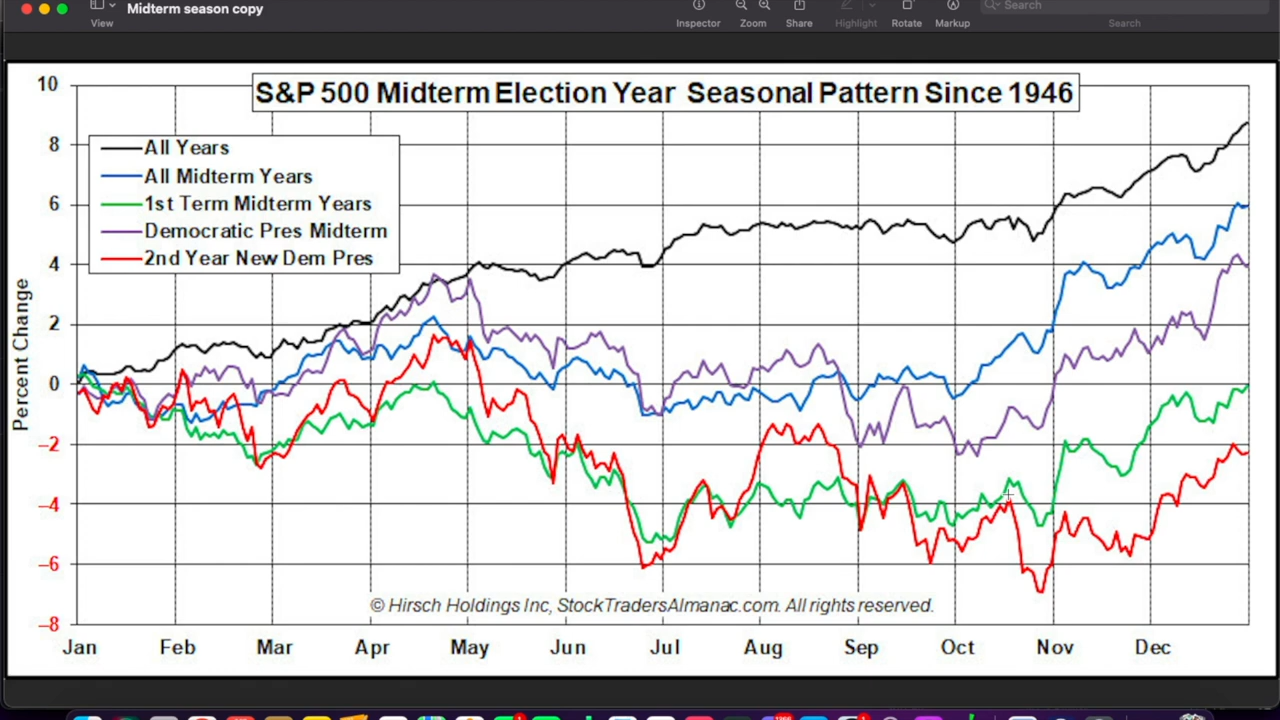 Midterm season copy
View
Inspector
Zoom
Share
Highlight
Rotate
Markup
Search
Search
S&P 500 Midterm Election Year Seasonal Pattern Since 1946
All Years
All Midterm Years
1st Term Midterm Years
Democratic Pres Midterm
2nd Year New Dem Pres
Percent Change
10
8
6
4
2
0
-2
-4
-6
-8
© Hirsch Holdings Inc, StockTradersAlmanac.com. All rights reserved.
Jan Feb Mar Apr May Jun Jul Aug Sep Oct Nov Dec